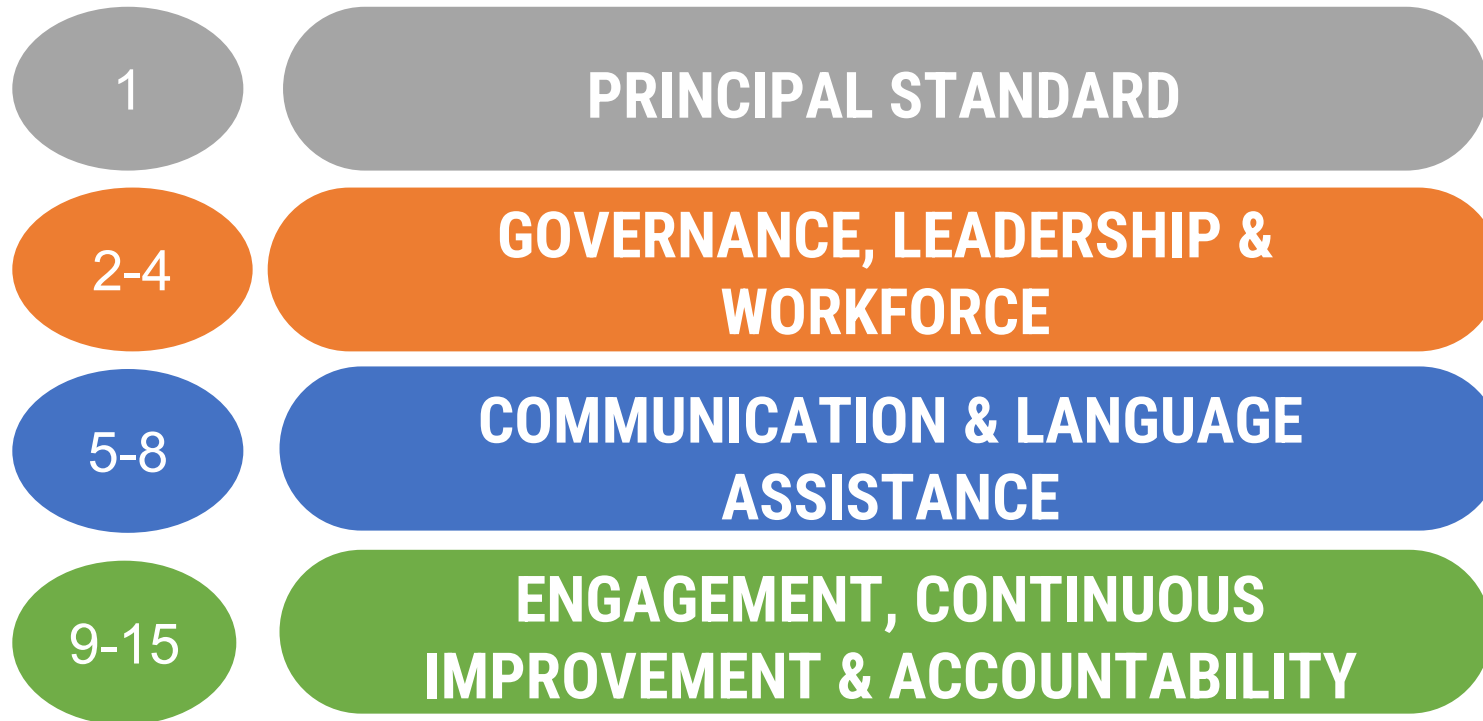 1
PRINCIPAL STANDARD
2-4
GOVERNANCE, LEADERSHIP &
WORKFORCE
5-8
COMMUNICATION & LANGUAGE
ASSISTANCE
9-15
ENGAGEMENT, CONTINUOUS
IMPROVEMENT & ACCOUNTABILITY